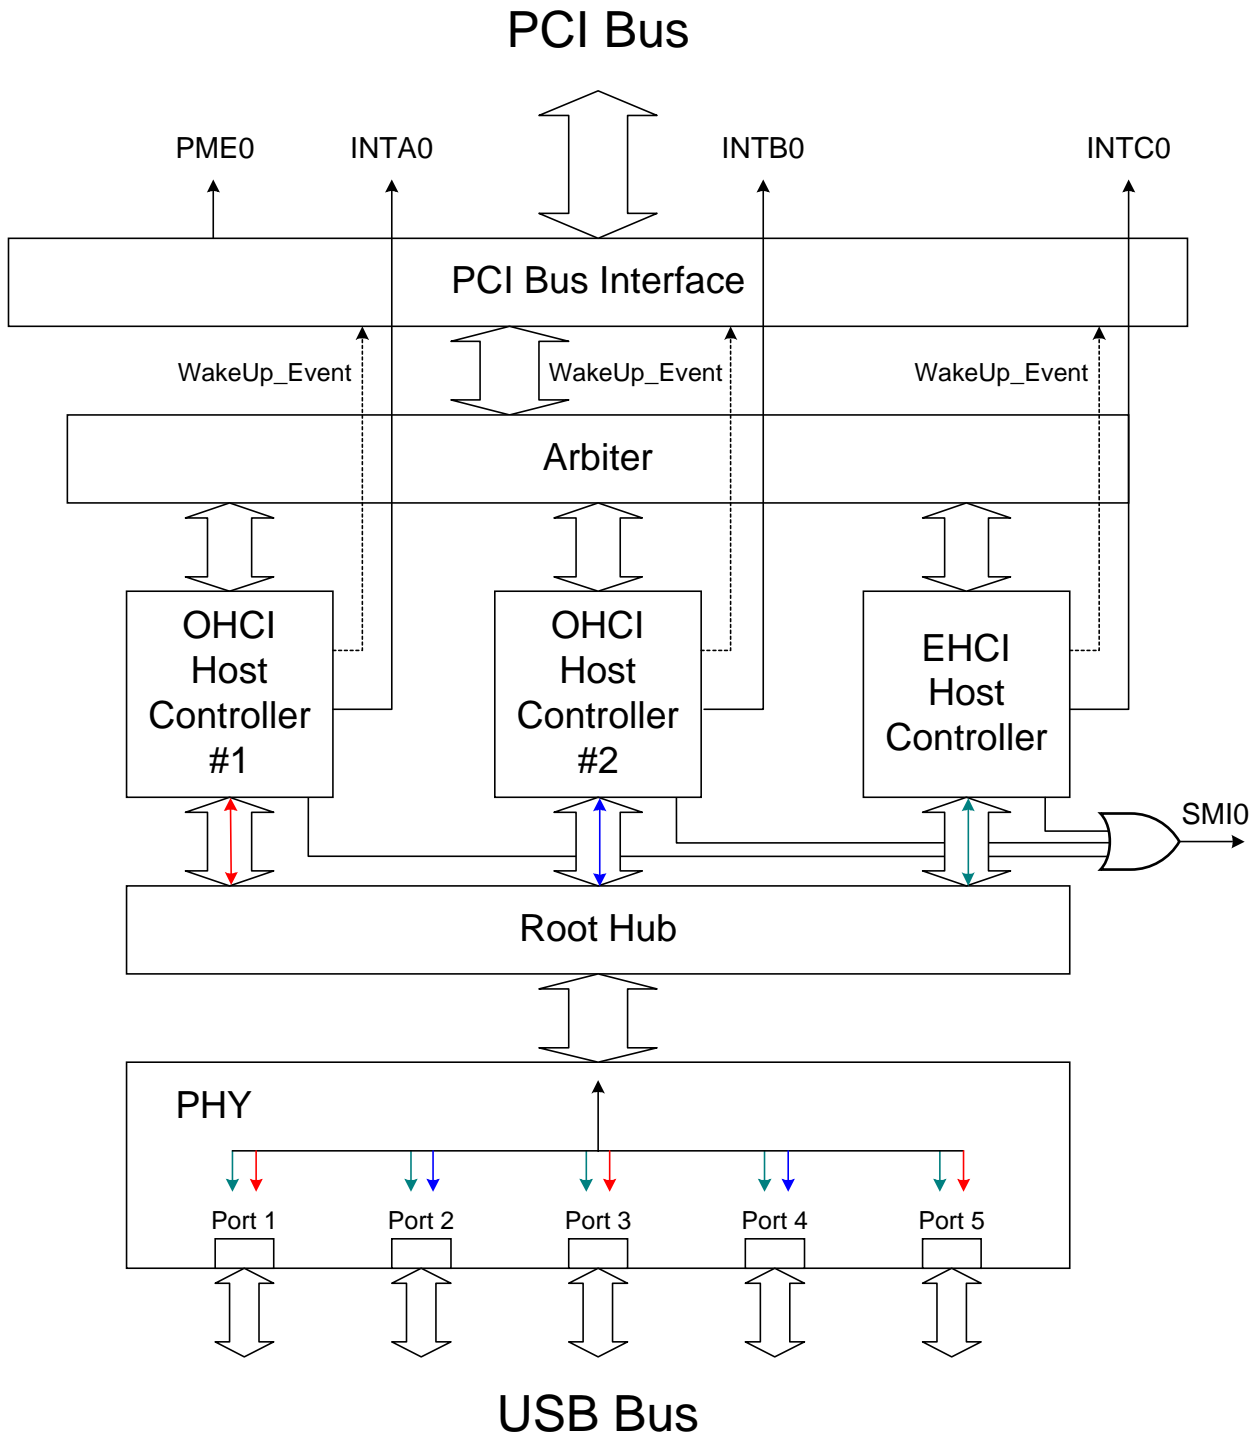 PCI Bus
PME0
INTA0
INTB0
INTC0
PCI Bus Interface
WakeUp_Event
WakeUp_Event
WakeUp_Event
Arbiter
OHCI
Host
Controller
#1
OHCI
Host
Controller
#2
EHCI
Host
Controller
SMI0
Root Hub
PHY
Port 1
Port 2
Port 3
Port 4
Port 5
USB Bus